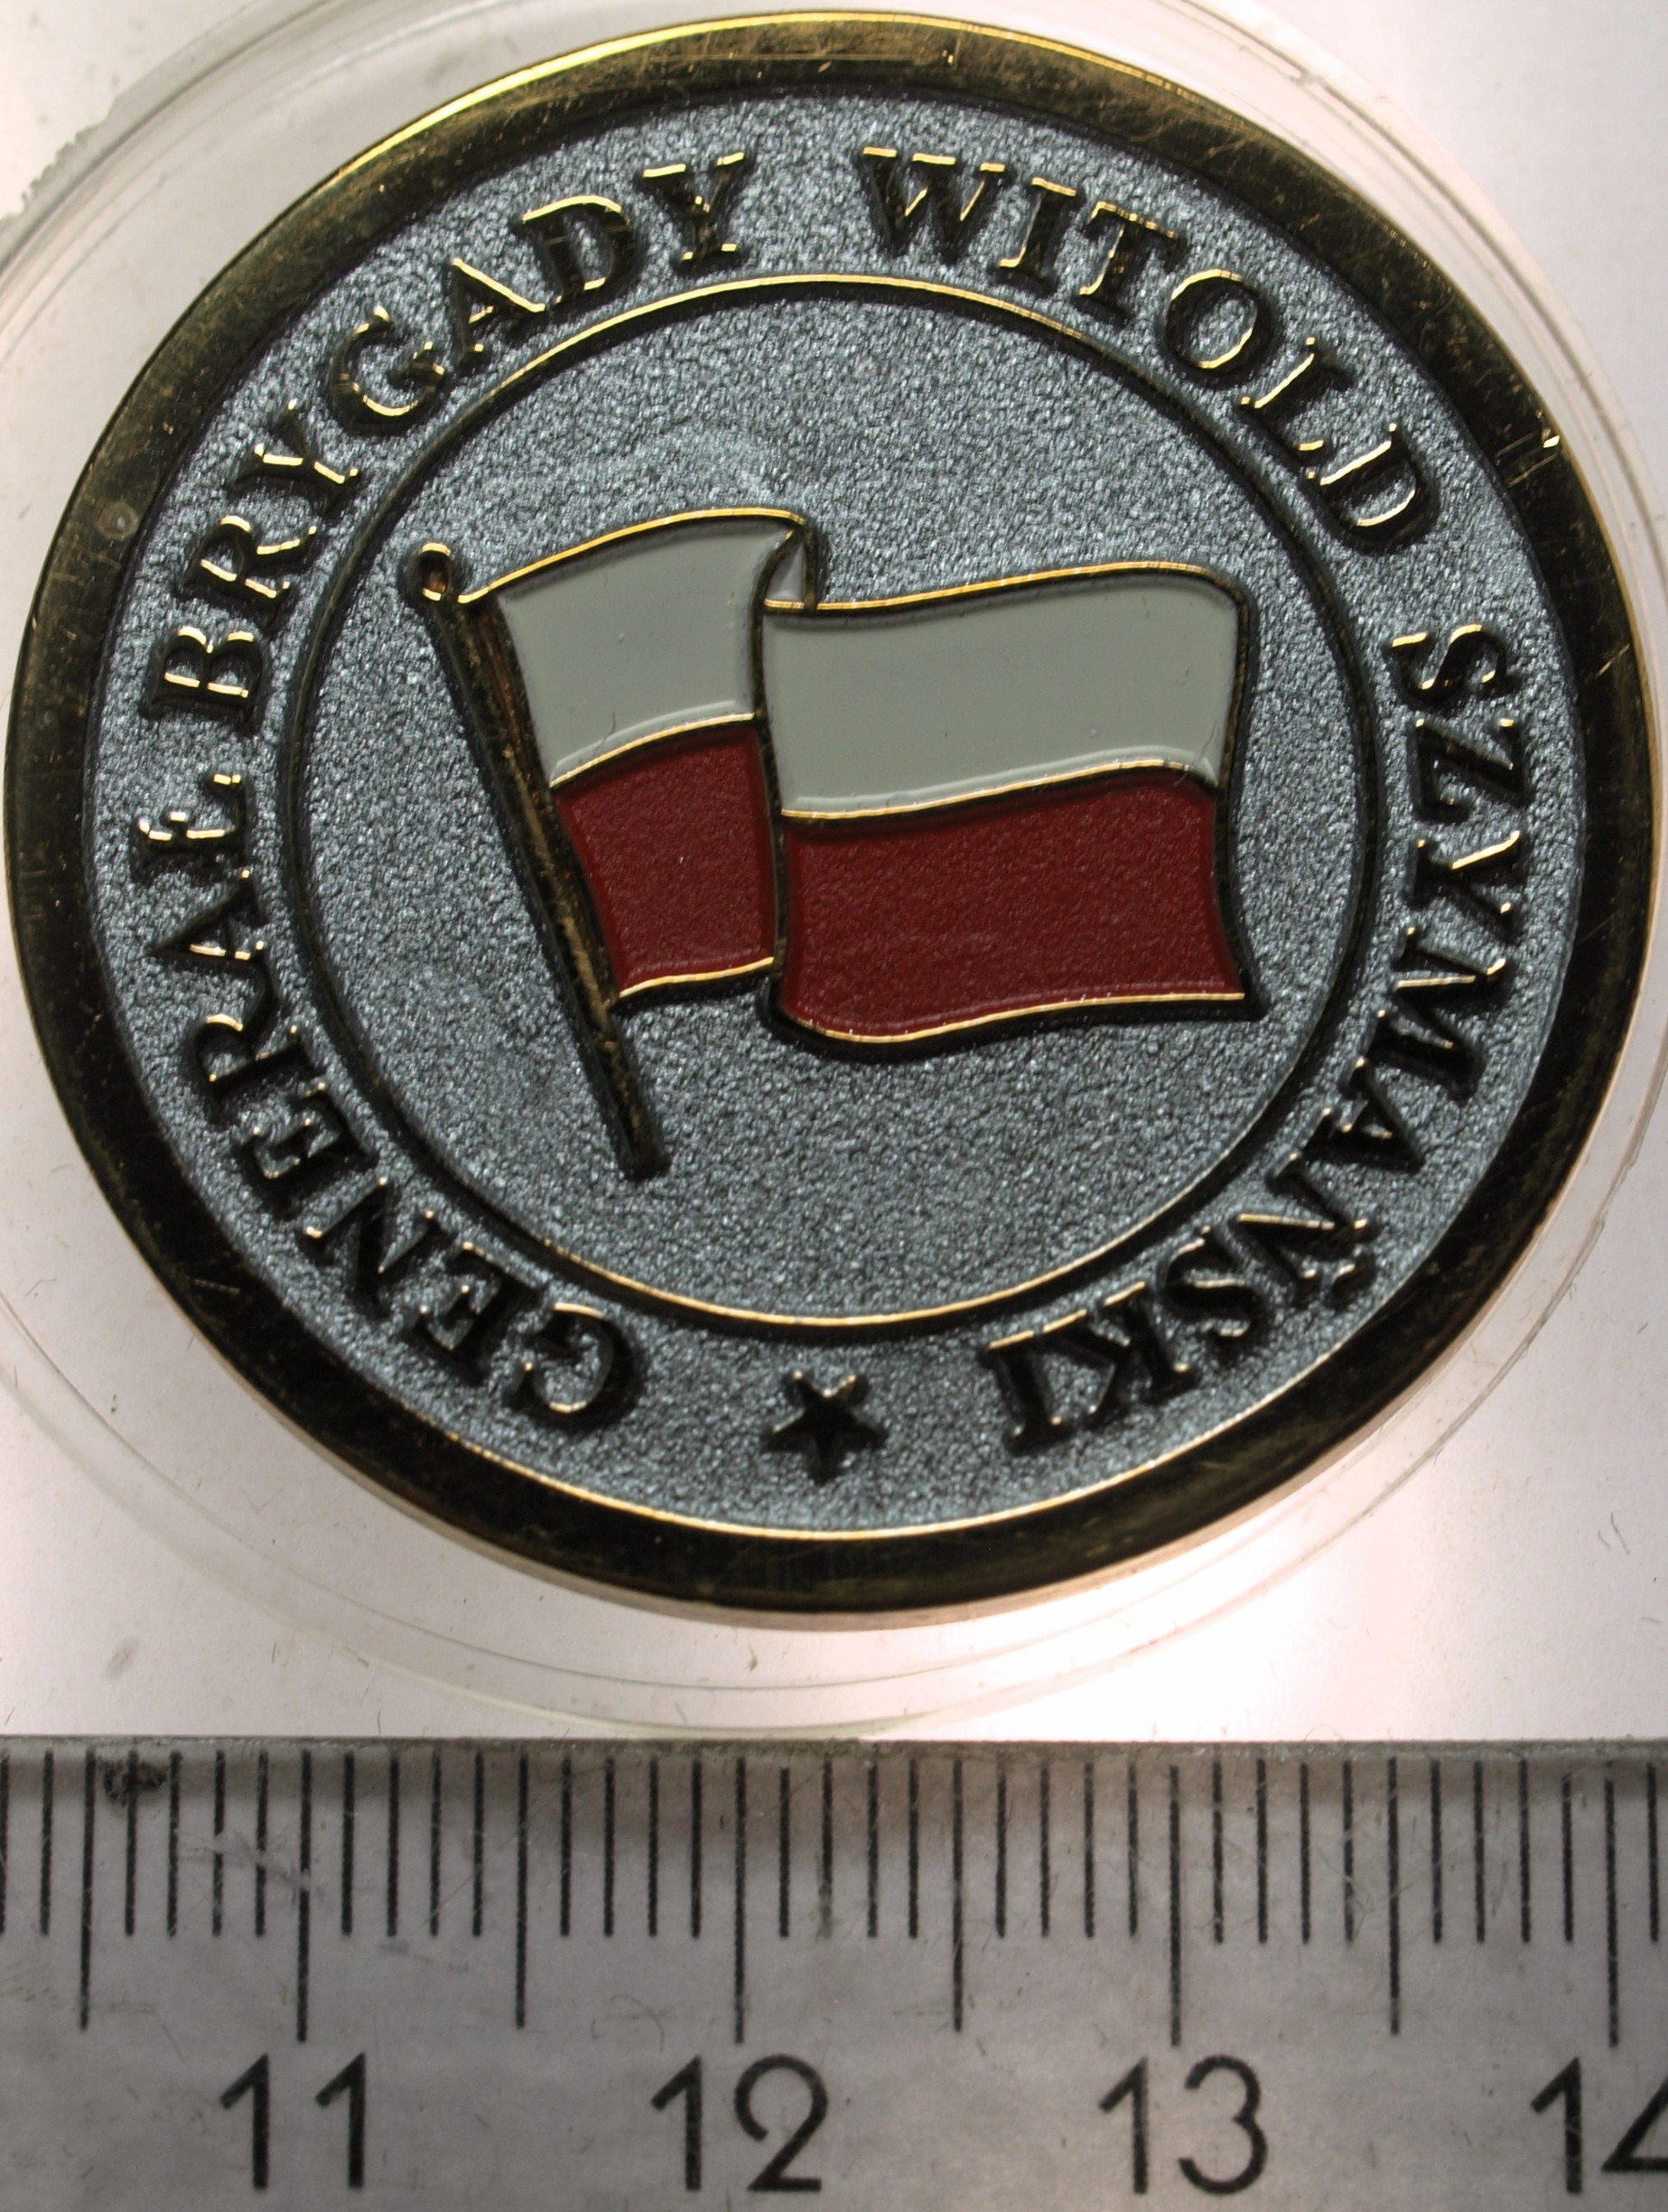 GENERAŁ BRYGADY WITOLD SZYMAŃSKI
11 12 13 14